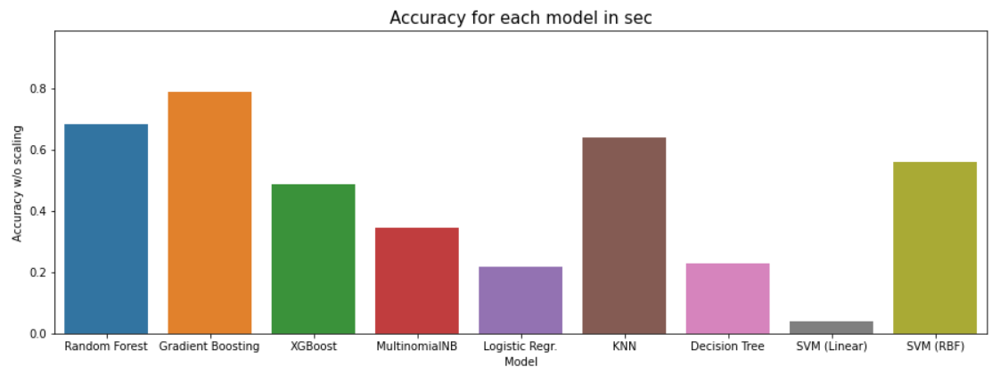 Accuracy for each model in sec
Accuracy w/o scaling
0.8
0.6
0.4
0.2
0.0
Random Forest Gradient Boosting XGBoost MultinomialNB Logistic Regr. KNN Decision Tree SVM (Linear) SVM (RBF)
Model